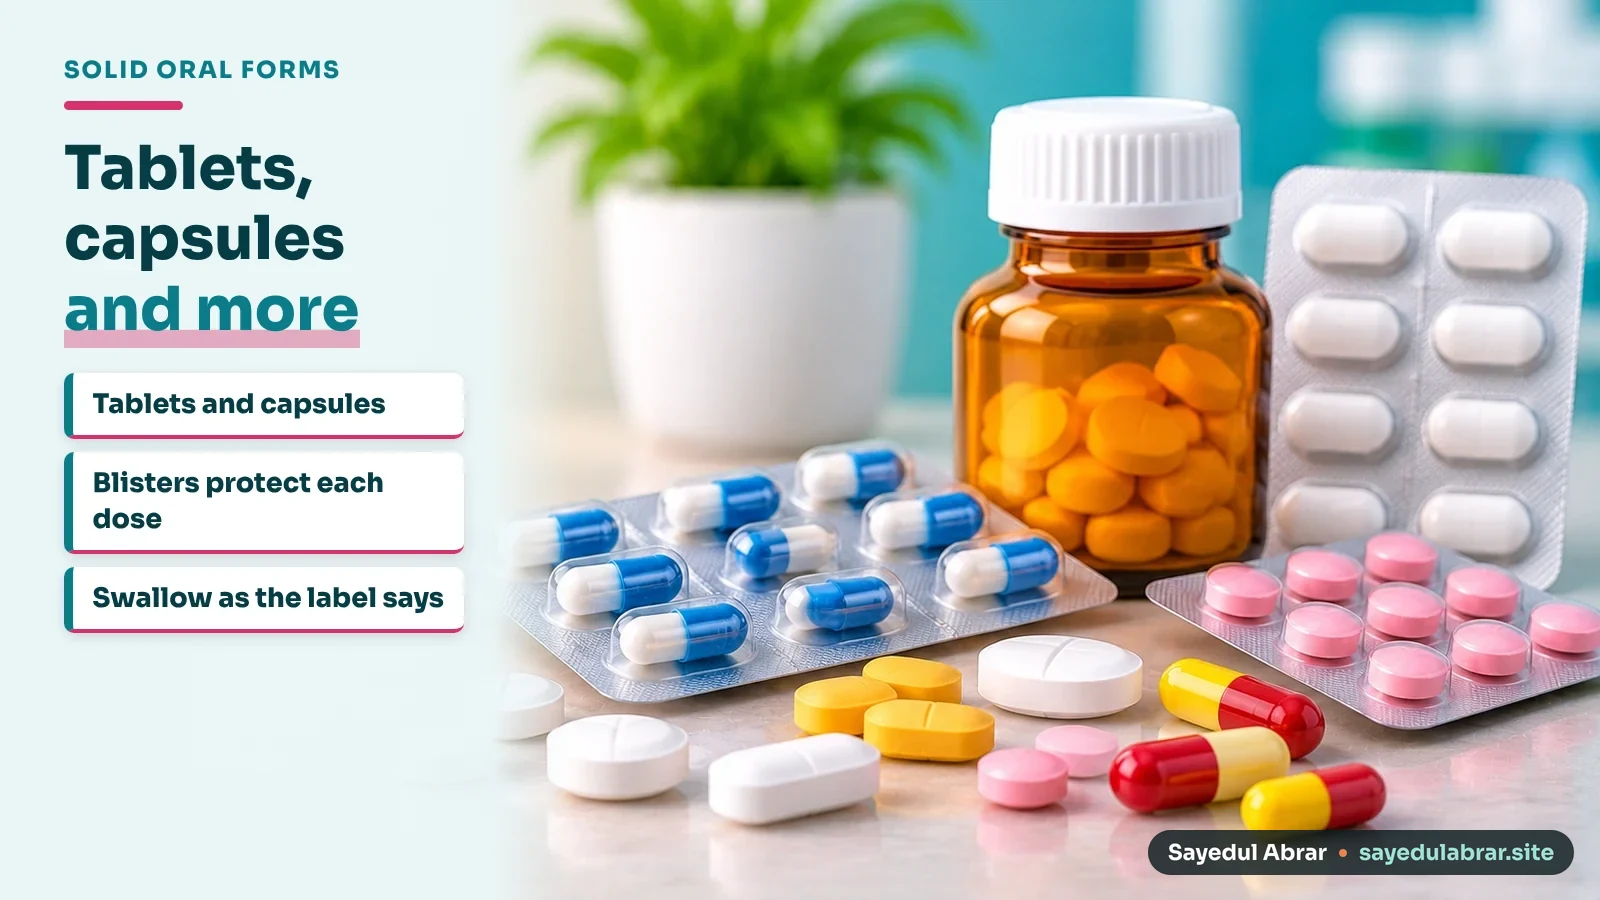 SOLID ORAL FORMS
Tablets,
capsules
and more
Tablets and capsules
Blisters protect each
dose
Swallow as the label says
Sayedul Abrar • sayedulabrar.site